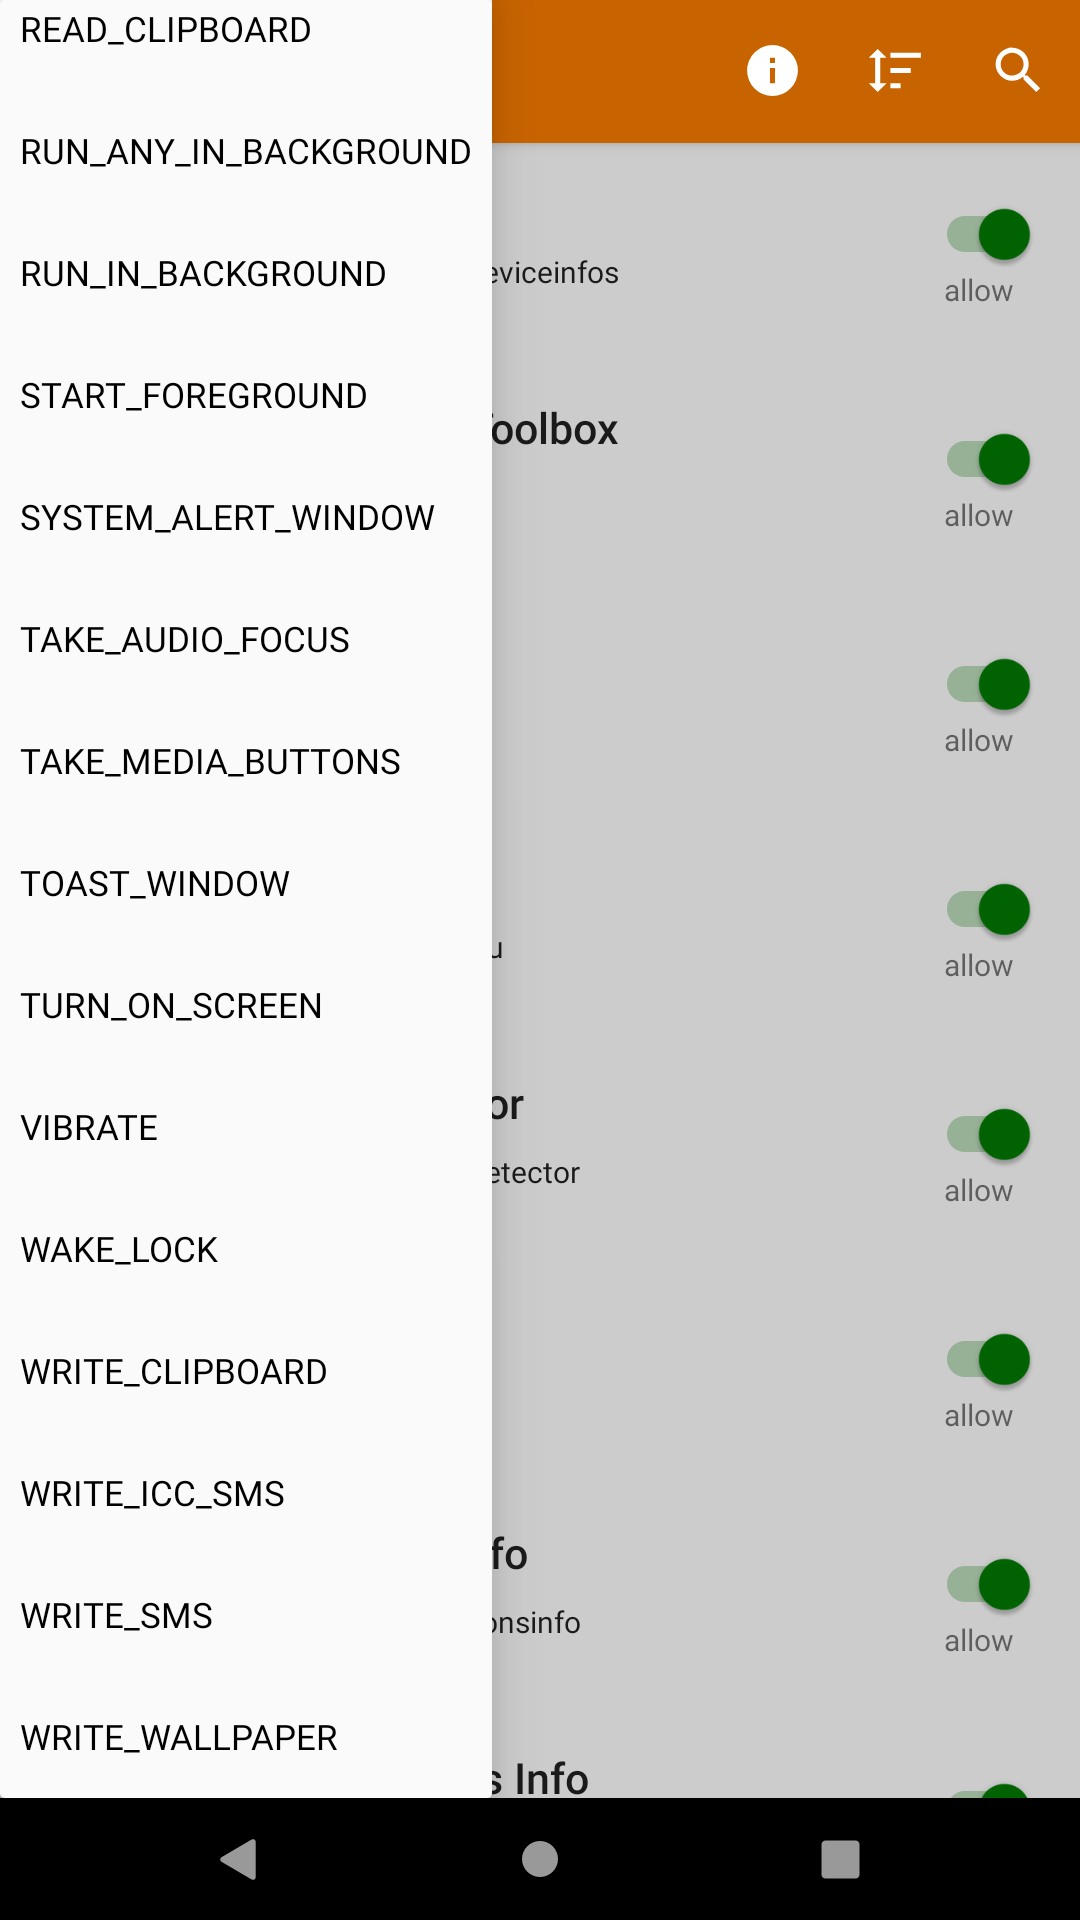 READ_CLIPBOARD
RUN_ANY_IN_BACKGROUND
RUN_IN_BACKGROUND
START_FOREGROUND
SYSTEM_ALERT_WINDOW
TAKE_AUDIO_FOCUS
TAKE_MEDIA_BUTTONS
TOAST_WINDOW
TURN_ON_SCREEN
VIBRATE
WAKE_LOCK
WRITE_CLIPBOARD
WRITE_ICC_SMS
WRITE_SMS
WRITE_WALLPAPER
eviceinfos
allow
oolbox
allow
allow
u
allow
or
etector
allow
allow
fo
onsinfo
allow
s Info